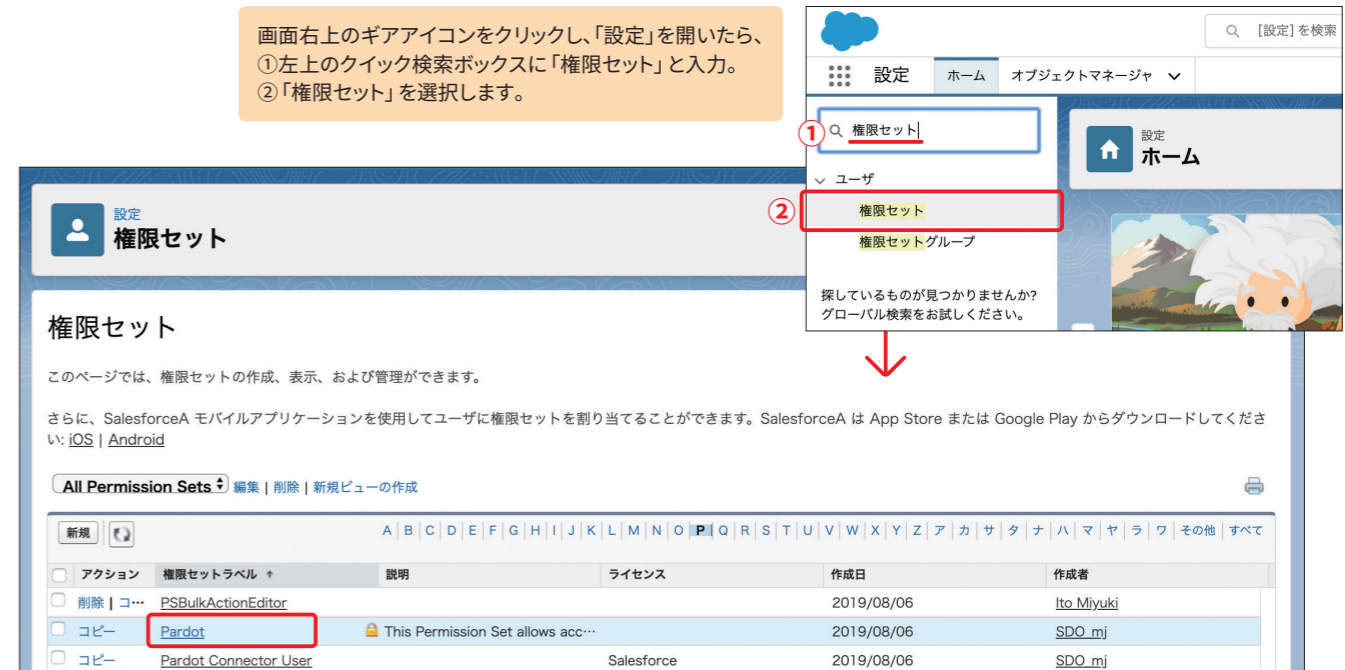 画面右上のギアアイコンをクリックし、「設定」を開いたら、
①左上のクイック検索ボックスに「権限セット」と入力。
②「権限セット」を選択します。
[設定] を検索
設定 ホーム オブジェクトマネージャ
① 権限セット
設定
ホーム
ユーザ
② 権限セット
権限セットグループ
探しているものが見つかりませんか?
グローバル検索をお試しください。
設定
権限セット
権限セット
このページでは、権限セットの作成、表示、および管理ができます。
さらに、SalesforceA モバイルアプリケーションを使用してユーザに権限セットを割り当てることができます。SalesforceA は App Store または Google Play からダウンロードしてくださ
い: iOS | Android
All Permission Sets 編集 | 削除 | 新規ビューの作成
新規 A | B | C | D | E | F | G | H | I | J | K | L | M | N | O | P | Q | R | S | T | U | V | W | X | Y | Z | ア | カ | サ | タ | ナ | ハ | マ | ヤ | ラ | ワ | その他 | すべて
アクション 権限セットラベル ↑ 説明 ライセンス 作成日 作成者
削除 | コ… PSBulkActionEditor 2019/08/06 Ito Miyuki
コピー Pardot This Permission Set allows acc… 2019/08/06 SDO_mj
コピー Pardot Connector User Salesforce 2019/08/06 SDO_mj